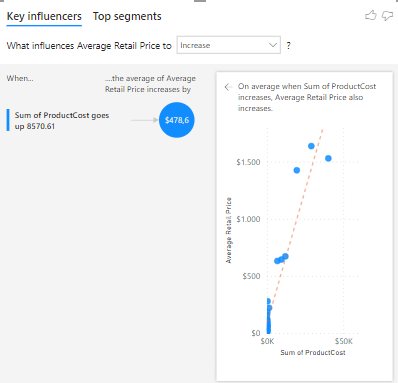 Key influencers Top segments
What influences Average Retail Price to Increase ?
When...
....the average of Average
Retail Price increases by
Sum of ProductCost goes
up 8570.61
$478,6
On average when Sum of ProductCost
increases, Average Retail Price also
increases.
Average Retail Price
$1.500
$1.000
$500
$0
$0K $50K
Sum of ProductCost